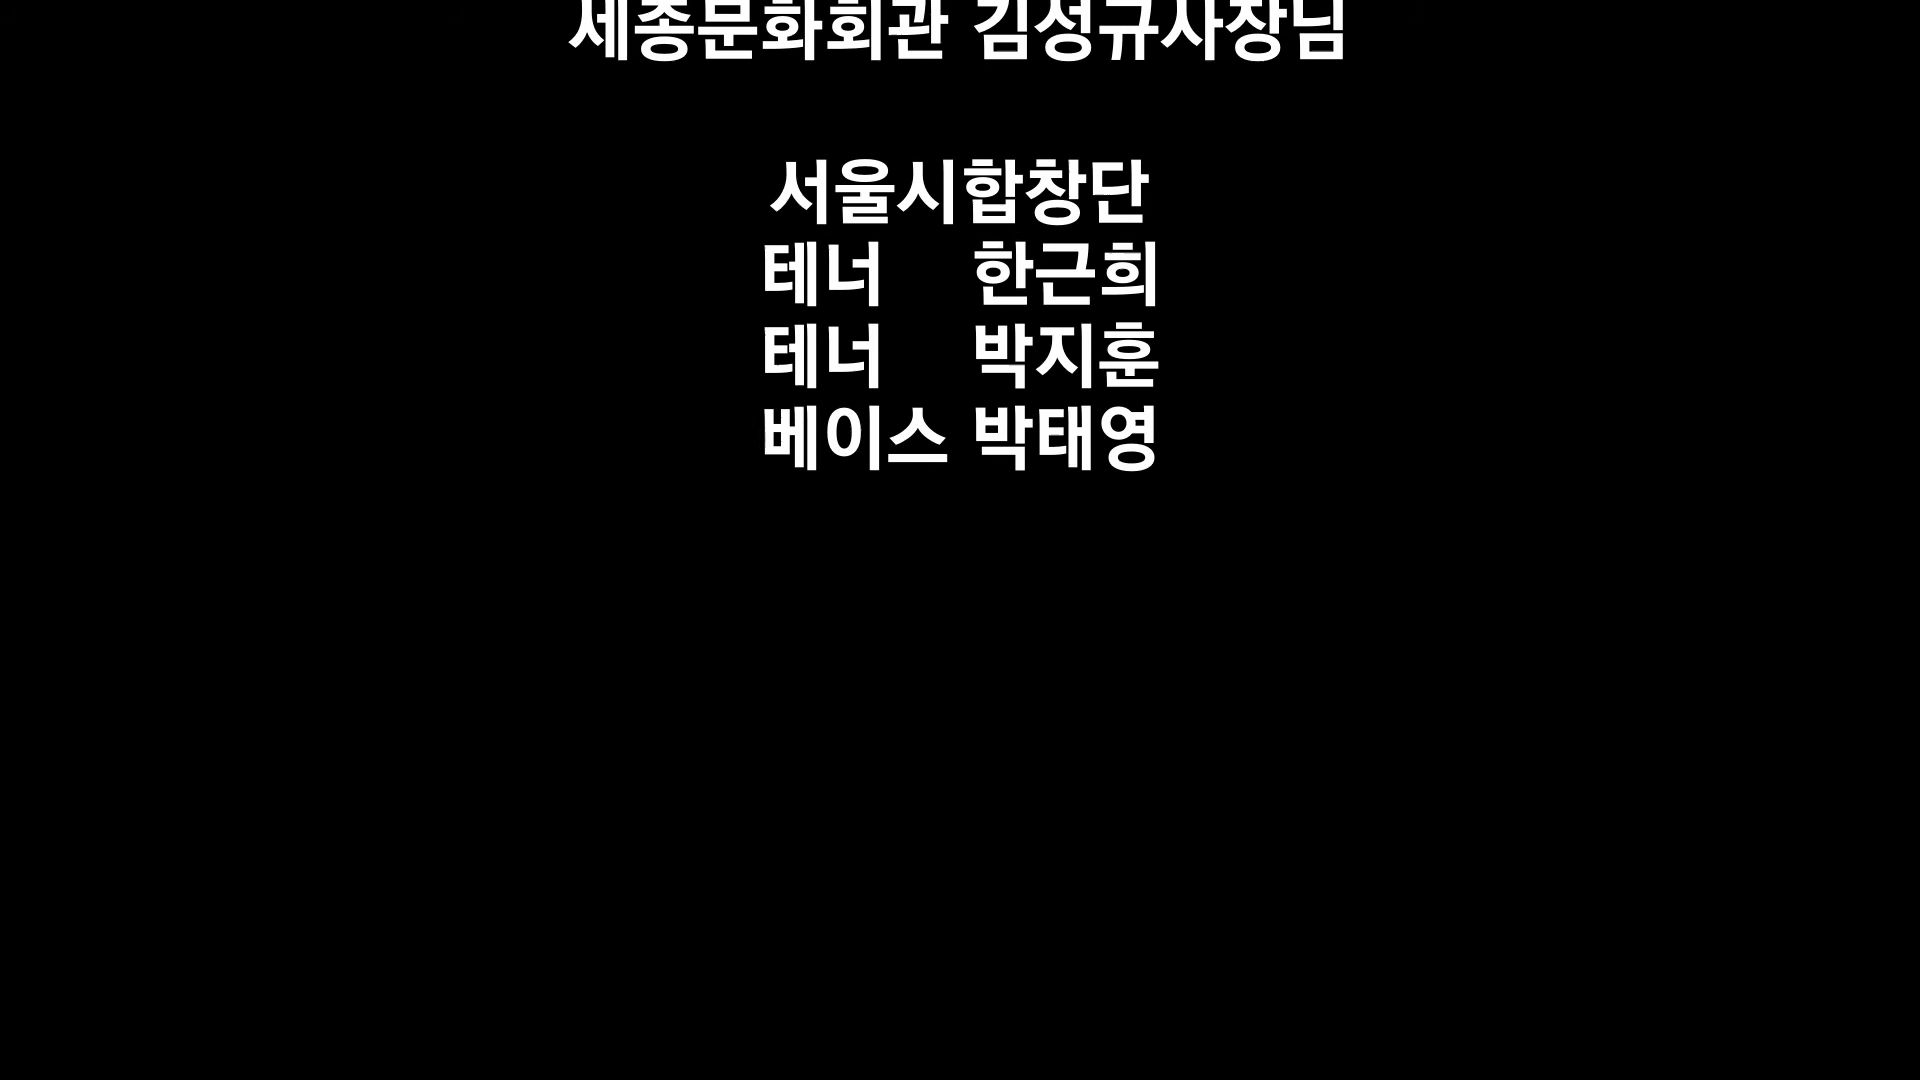 세종문화회관 김성규사장님
서울시합창단
테너 한근희
테너 박지훈
베이스 박태영